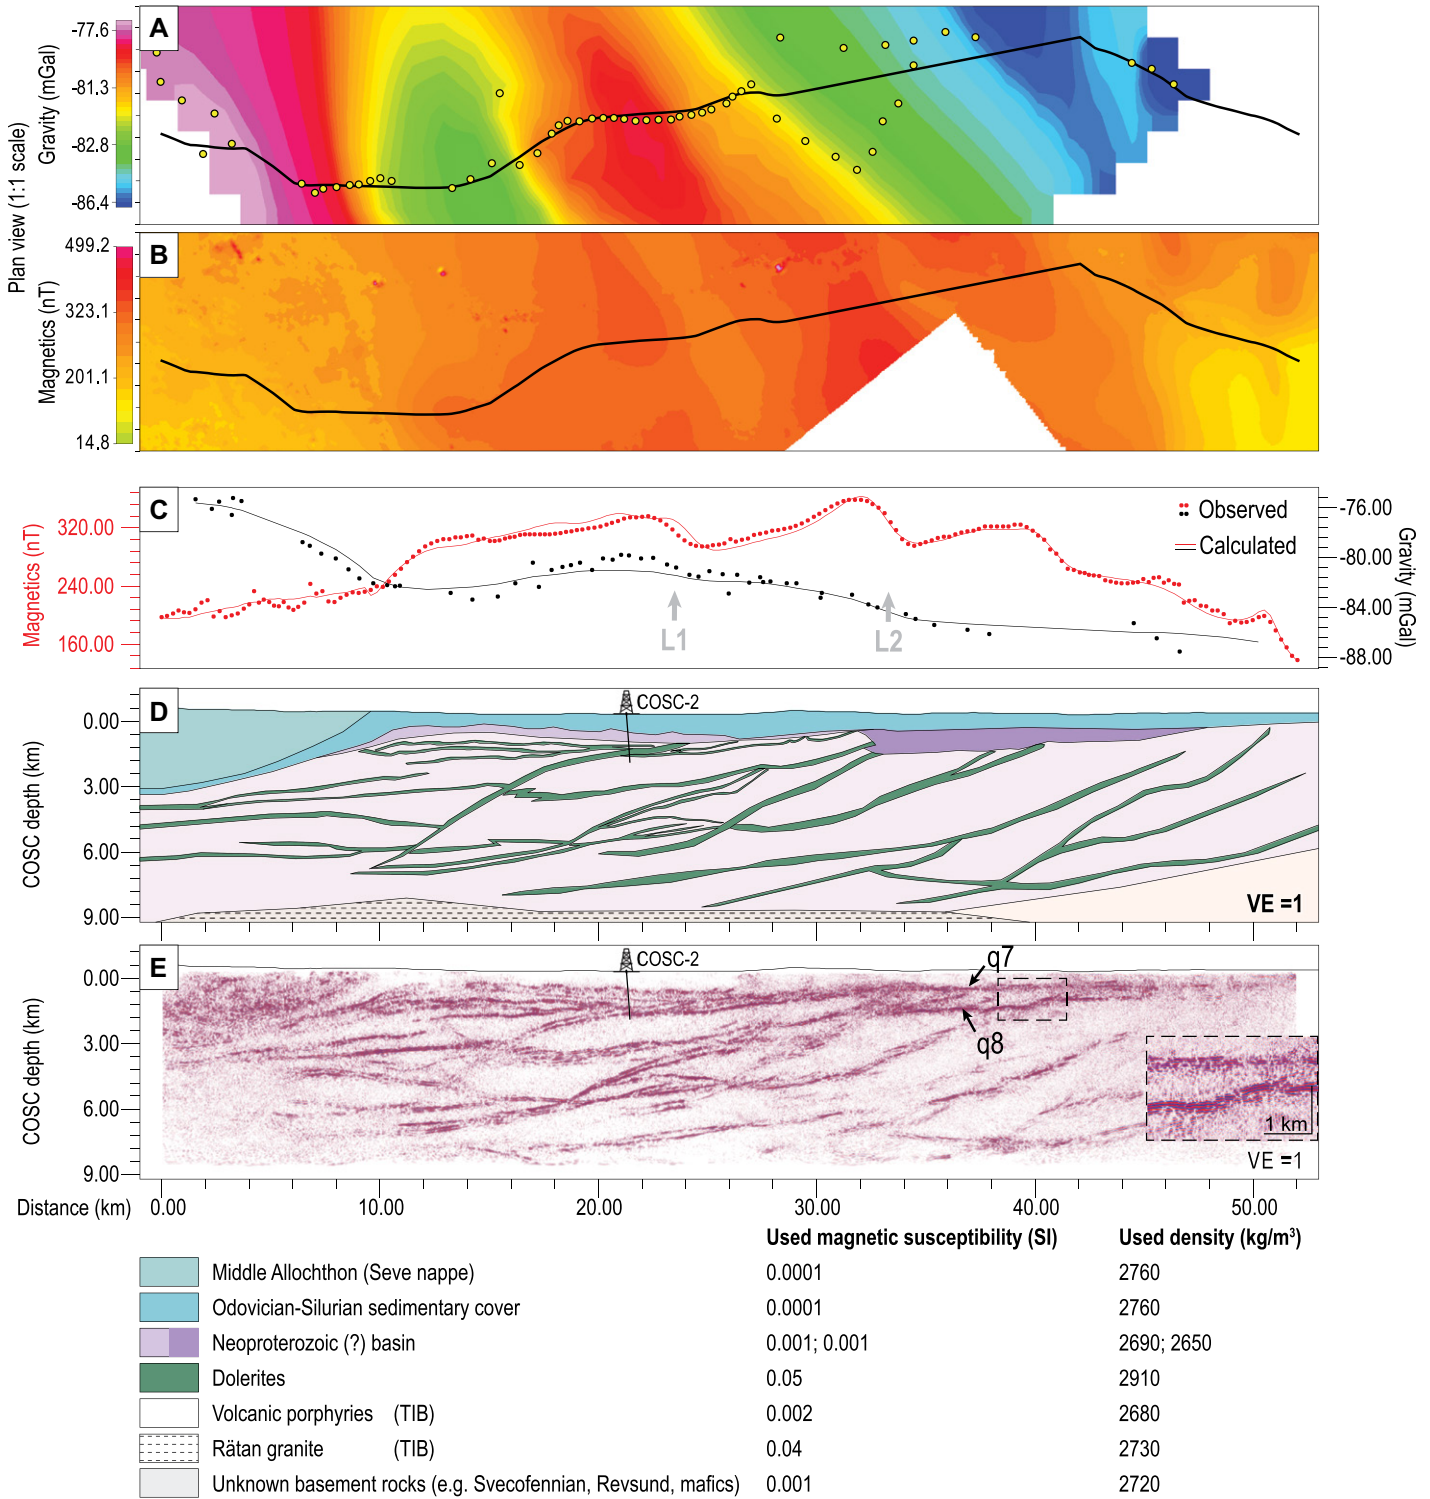 Plan view (1:1 scale)
Gravity (mGal)
-77.6
-81.3
-82.8
-86.4
A
Magnetics (nT)
499.2
323.1
201.1
14.8
B
C
Magnetics (nT)
320.00
240.00
160.00
Observed
Calculated
L1
L2
-76.00
-80.00
-84.00
-88.00
Gravity (mGal)
D
COSC depth (km)
0.00
3.00
6.00
9.00
COSC-2
VE =1
E
COSC depth (km)
0.00
3.00
6.00
9.00
COSC-2
q7
q8
1 km
VE =1
Distance (km) 0.00 10.00 20.00 30.00 40.00 50.00
Used magnetic susceptibility (SI) Used density (kg/m³)
Middle Allochthon (Seve nappe) 0.0001 2760
Odovician-Silurian sedimentary cover 0.0001 2760
Neoproterozoic (?) basin 0.001; 0.001 2690; 2650
Dolerites 0.05 2910
Volcanic porphyries (TIB) 0.002 2680
Rätan granite (TIB) 0.04 2730
Unknown basement rocks (e.g. Svecofennian, Revsund, mafics) 0.001 2720